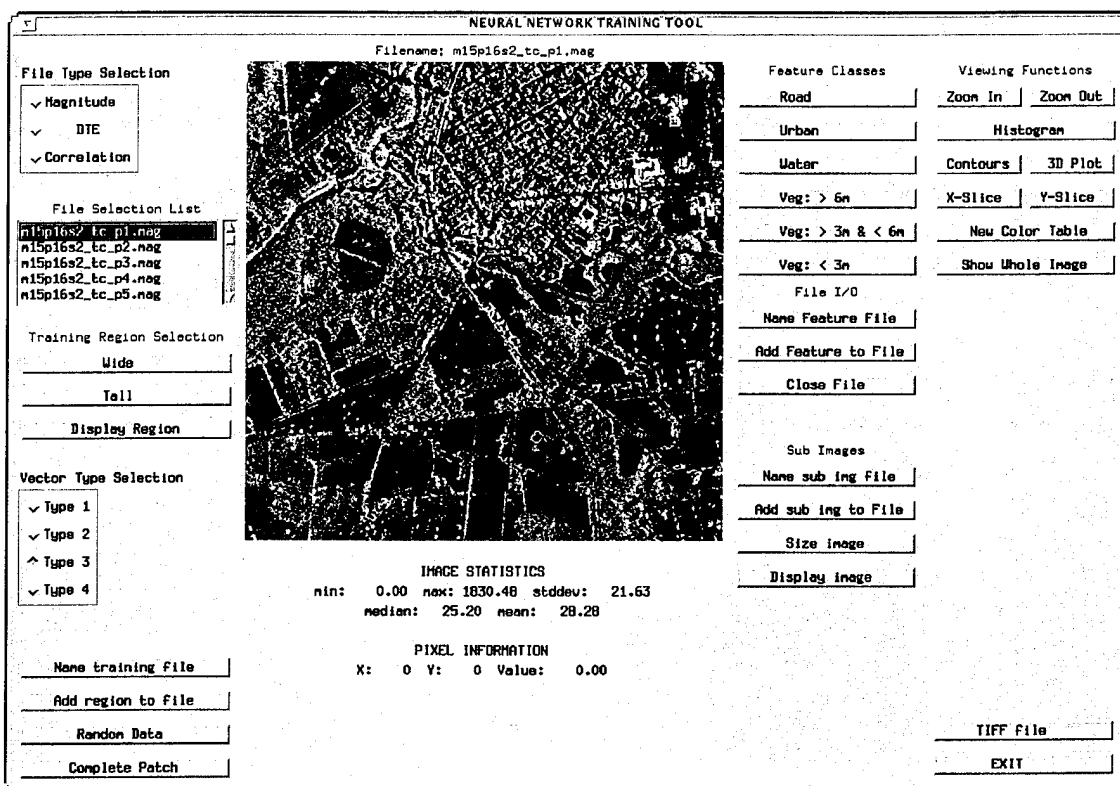 NEURAL NETWORK TRAINING TOOL
Filename: m15p16s2_tc_p1.mag
File Type Selection
Magnitude
DTE
Correlation
File Selection List
m15p16s2_tc_p1.mag
m15p16s2_tc_p2.mag
m15p16s2_tc_p3.mag
m15p16s2_tc_p4.mag
m15p16s2_tc_p5.mag
Training Region Selection
Wide
Tall
Display Region
Vector Type Selection
Type 1
Type 2
Type 3
Type 4
Name training file
Add region to file
Random Data
Complete Patch
IMAGE STATISTICS
min: 0.00 max: 1830.48 stddev: 21.63
median: 25.20 mean: 28.28
PIXEL INFORMATION
X: 0 Y: 0 Value: 0.00
Feature Classes
Road
Urban
Water
Veg: > 6m
Veg: > 3m & < 6m
Veg: < 3m
File I/O
Name Feature File
Add Feature to File
Close File
Sub Images
Name sub img file
Add sub img to File
Size image
Display image
Viewing Functions
Zoom In Zoom Out
Histogram
Contours 3D Plot
X-Slice Y-Slice
New Color Table
Show Whole Image
TIFF file
EXIT